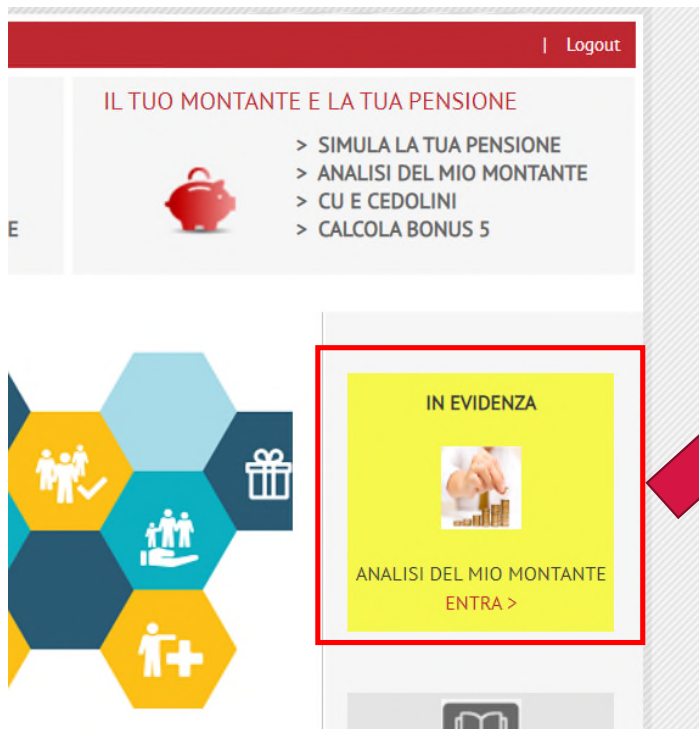 | Logout
IL TUO MONTANTE E LA TUA PENSIONE
> SIMULA LA TUA PENSIONE
> ANALISI DEL MIO MONTANTE
> CU E CEDOLINI
> CALCOLA BONUS 5
E
IN EVIDENZA
ANALISI DEL MIO MONTANTE
ENTRA >